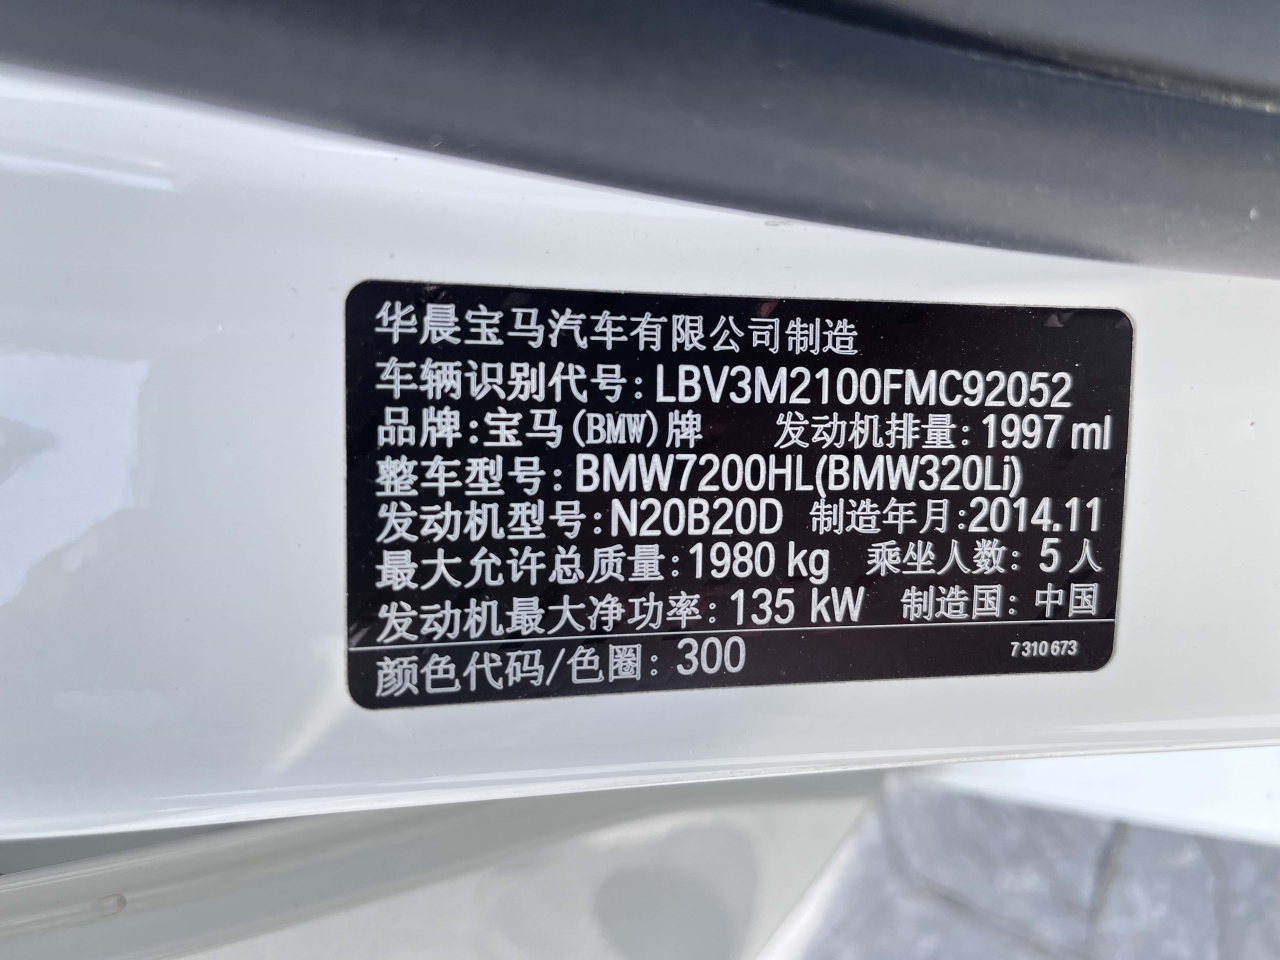 华晨宝马汽车有限公司制造
车辆识别代号: LBV3M2100FMC92052
品牌:宝马(BMW)牌 发动机排量: 1997 ml
整车型号: BMW7200HL(BMW320Li)
发动机型号: N20B20D 制造年月:2014.11
最大允许总质量:1980 kg 乘坐人数: 5 人
发动机最大净功率: 135 kW 制造国: 中国
颜色代码/色圈: 300 7310673